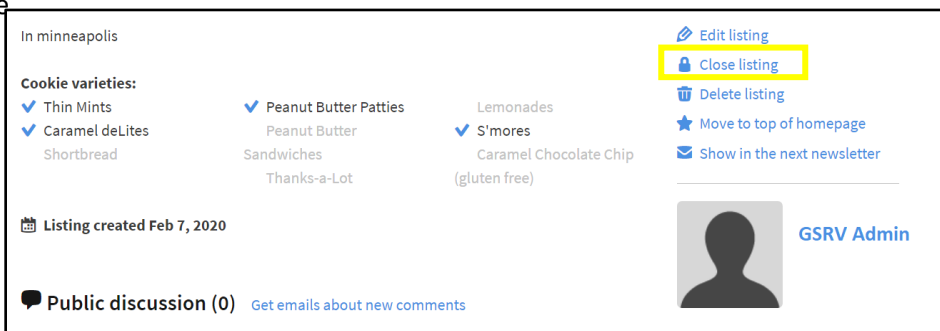 e
In minneapolis
Cookie varieties:
Thin Mints
Caramel deLites
Shortbread
Peanut Butter Patties
Peanut Butter
Sandwiches
Thanks-a-Lot
Lemonades
S'mores
Caramel Chocolate Chip
(gluten free)
Listing created Feb 7, 2020
Public discussion (0) Get emails about new comments
Edit listing
Close listing
Delete listing
Move to top of homepage
Show in the next newsletter
GSRV Admin